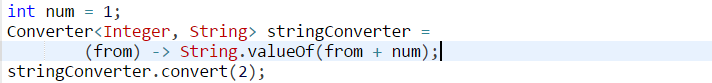 int num = 1;
Converter<Integer, String> stringConverter =
(from) -> String.valueOf(from + num);
stringConverter.convert(2);